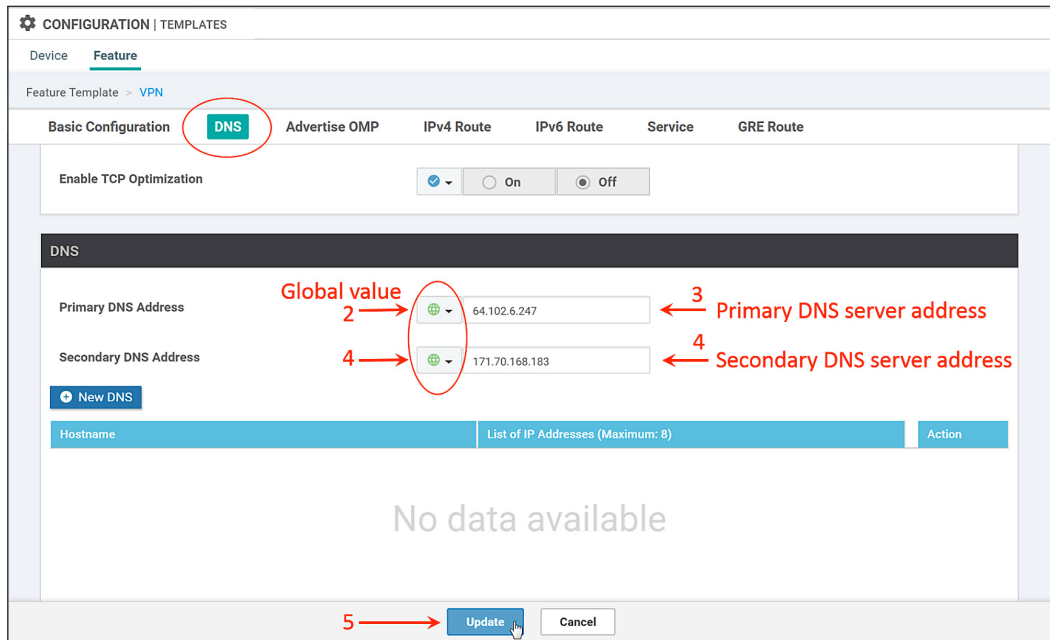 CONFIGURATION | TEMPLATES
Device Feature
Feature Template > VPN
Basic Configuration DNS Advertise OMP IPv4 Route IPv6 Route Service GRE Route
Enable TCP Optimization On Off
DNS
Global value
Primary DNS Address 2 64.102.6.247 3 Primary DNS server address
Secondary DNS Address 4 171.70.168.183 4 Secondary DNS server address
New DNS
Hostname List of IP Addresses (Maximum: 8) Action
No data available
5 Update Cancel